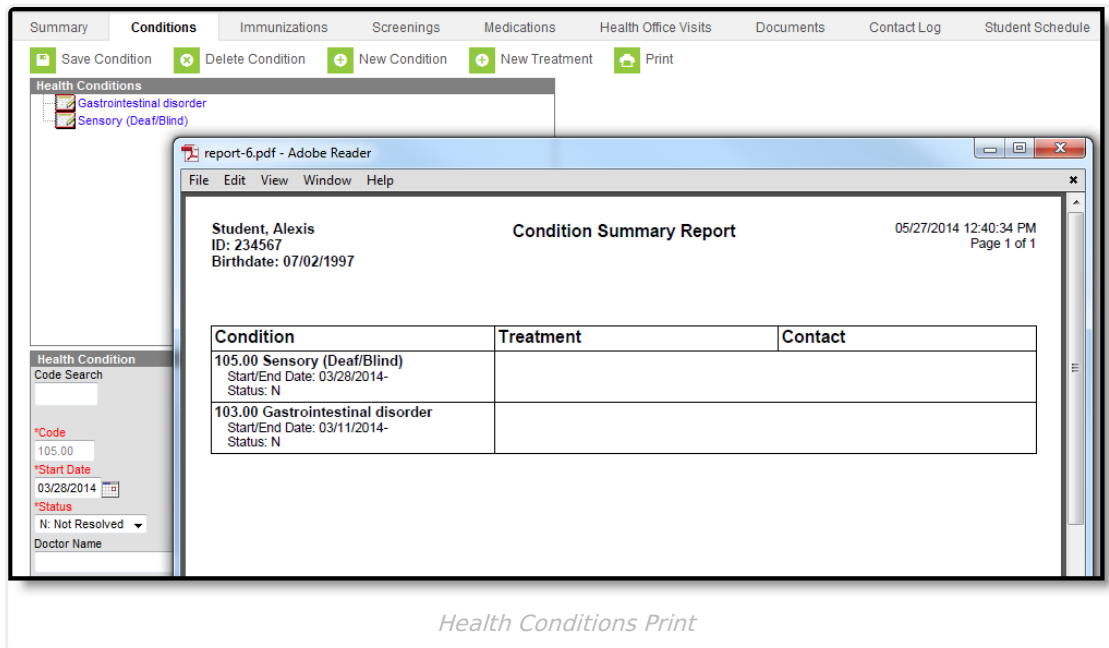 Summary Conditions Immunizations Screenings Medications Health Office Visits Documents Contact Log Student Schedule
Save Condition Delete Condition New Condition New Treatment Print
Health Conditions
Gastrointestinal disorder
Sensory (Deaf/Blind)
report-6.pdf - Adobe Reader
File Edit View Window Help
Student, Alexis Condition Summary Report 05/27/2014 12:40:34 PM
ID: 234567 Page 1 of 1
Birthdate: 07/02/1997
Condition Treatment Contact
105.00 Sensory (Deaf/Blind)
Start/End Date: 03/28/2014-
Status: N
103.00 Gastrointestinal disorder
Start/End Date: 03/11/2014-
Status: N
Health Condition
Code Search
*Code
105.00
*Start Date
03/28/2014
*Status
N: Not Resolved
Doctor Name
Health Conditions Print